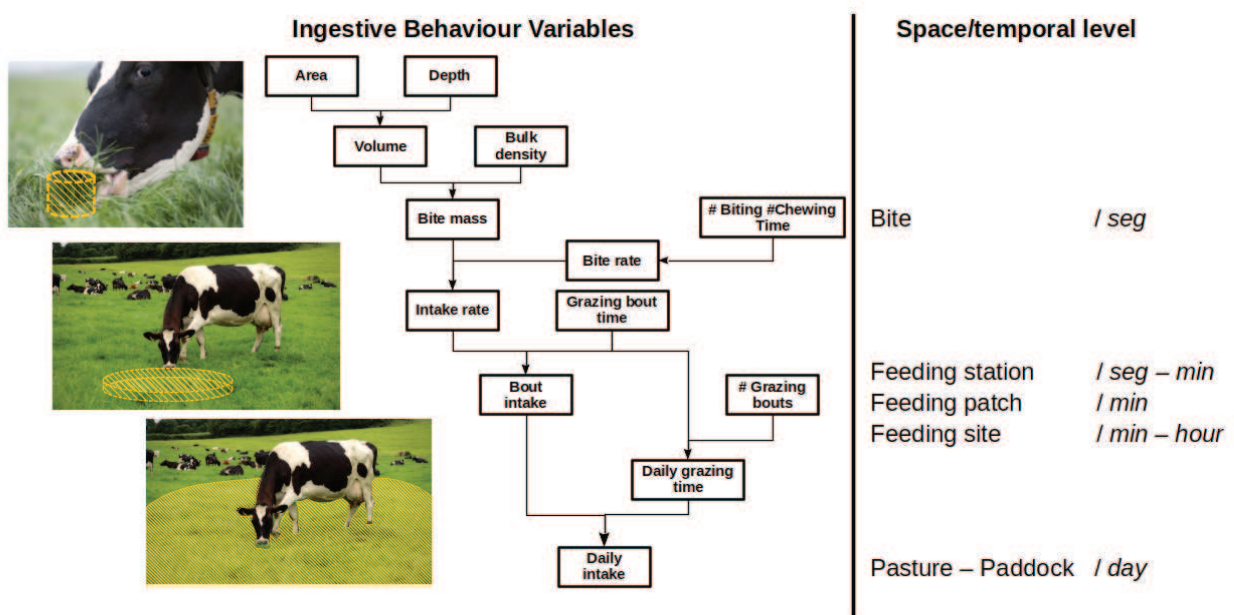 Ingestive Behaviour Variables
Space/temporal level
Area
Depth
Volume
Bulk
density
Bite mass
# Biting #Chewing
Time
Bite / seg
Bite rate
Intake rate
Grazing bout
time
Bout
intake
# Grazing
bouts
Feeding station / seg – min
Feeding patch / min
Feeding site / min – hour
Daily grazing
time
Daily
intake
Pasture – Paddock / day